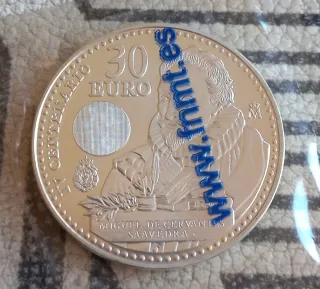 30
EURO
IV CENTENARIO
M
MIGUEL DE CERVANTES
SAAVEDRA
www.fnmt.es